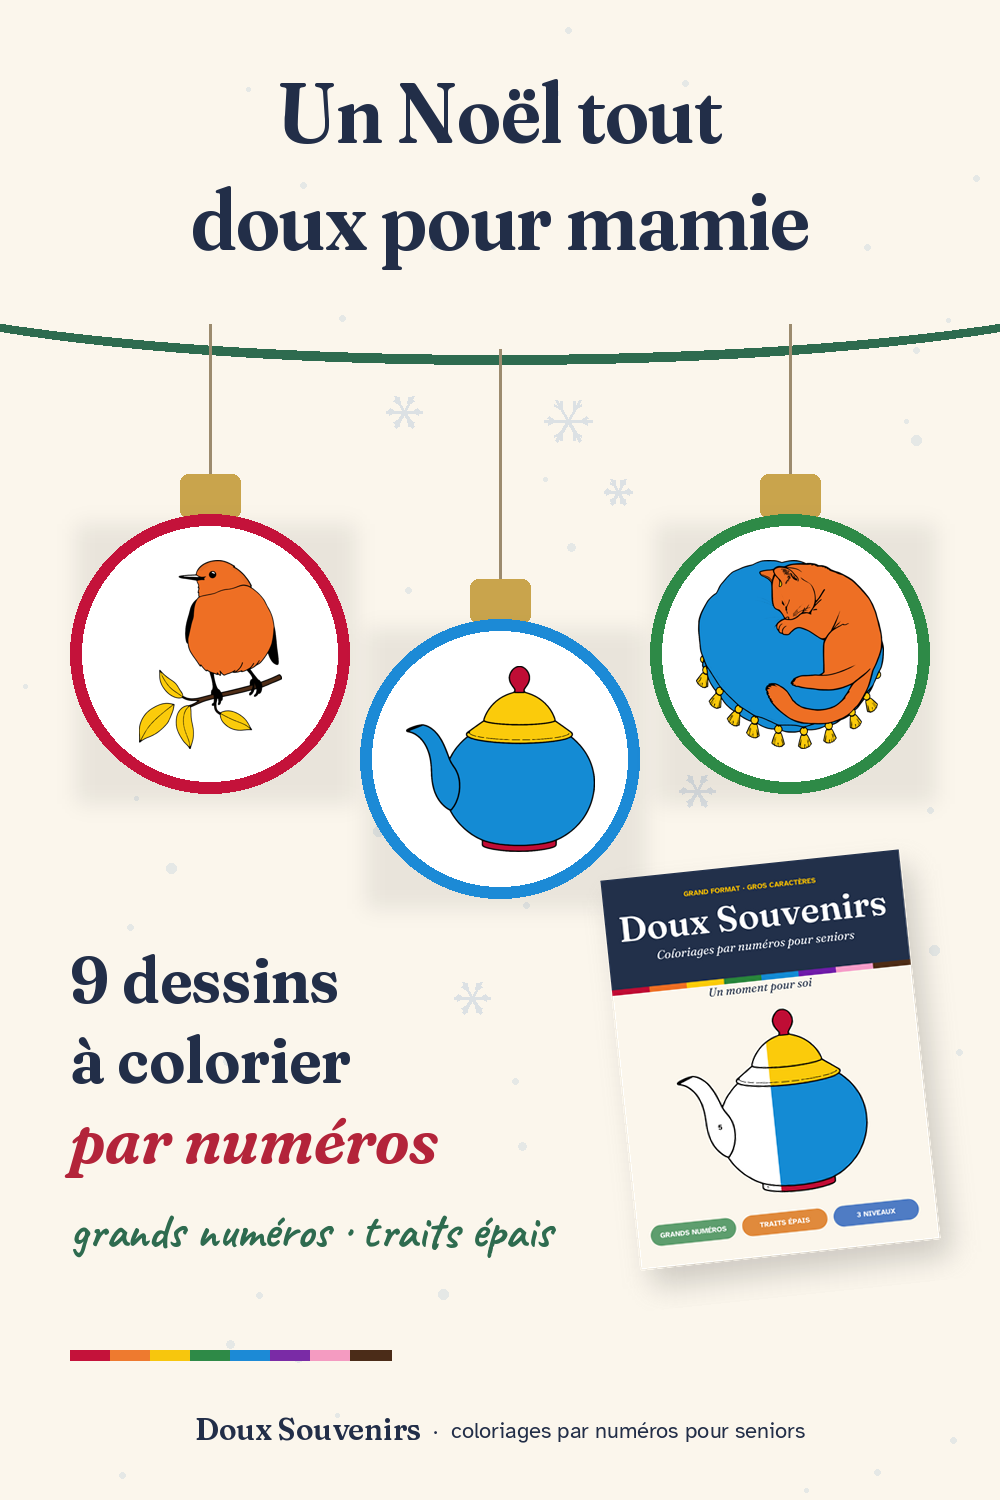 Un Noël tout
doux pour mamie
GRAND FORMAT · GROS CARACTÈRES
Doux Souvenirs
Coloriages par numéros pour seniors
Un moment pour soi
5
GRANDS NUMÉROS
TRAITS ÉPAIS
3 NIVEAUX
9 dessins
à colorier
par numéros
grands numéros · traits épais
Doux Souvenirs · coloriages par numéros pour seniors